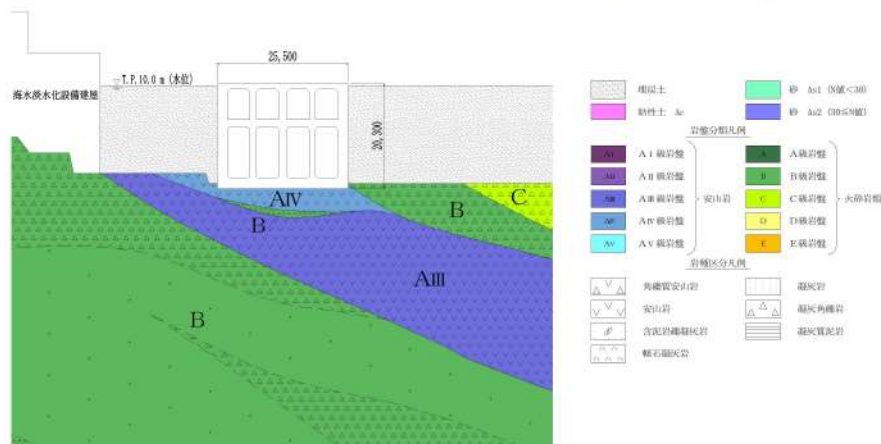 25,500
T.P.10.0 m (水位)
海水淡水化設備建屋
20,300
AIV
B
B
C
AIII
B
埋戻土
砂 As1 (N値<30)
粘性土 Ac
砂 As2 (30≦N値)
岩盤分類凡例
AI AⅠ級岩盤
A A級岩盤
AII AⅡ級岩盤
B B級岩盤
AIII AⅢ級岩盤
安山岩
C C級岩盤
火砕岩類
AIV AⅣ級岩盤
D D級岩盤
AV AⅤ級岩盤
E E級岩盤
岩種区分凡例
角礫質安山岩
凝灰岩
安山岩
凝灰角礫岩
含泥岩礫凝灰岩
凝灰質泥岩
軽石凝灰岩